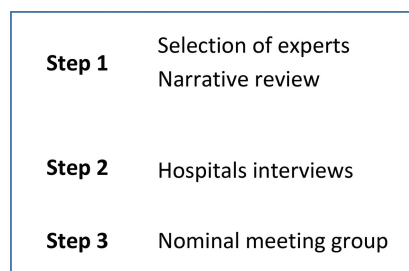 Selection of experts
Step 1
Narrative review
Step 2 Hospitals interviews
Step 3 Nominal meeting group